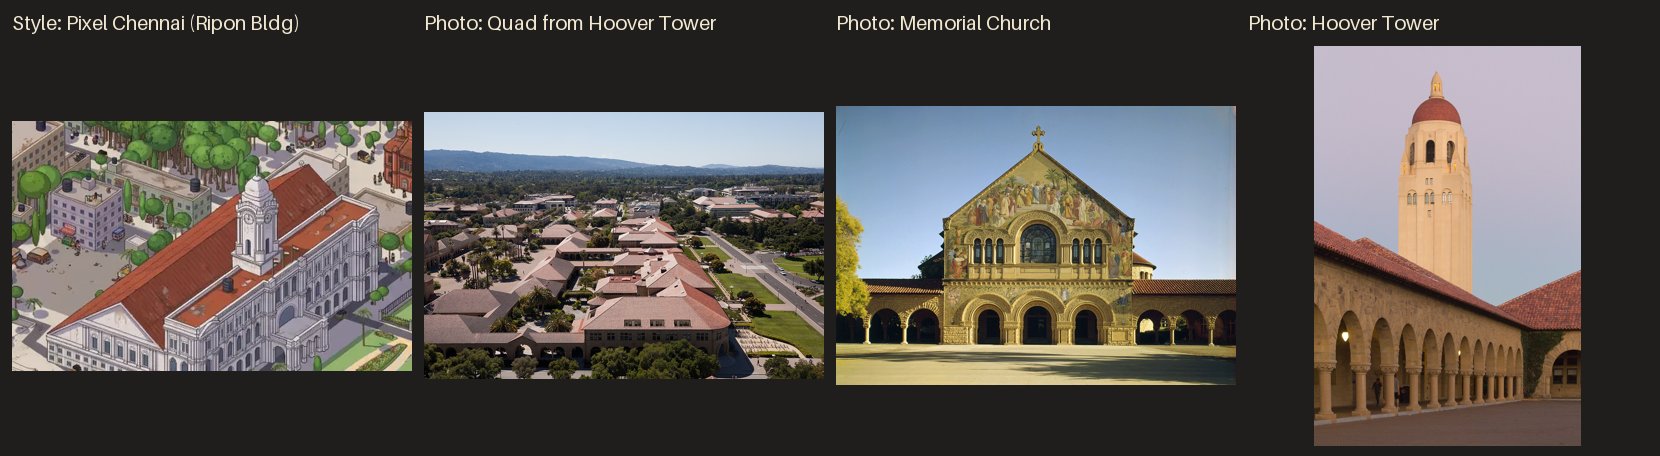 Style: Pixel Chennai (Ripon Bldg)
Photo: Quad from Hoover Tower
Photo: Memorial Church
Photo: Hoover Tower